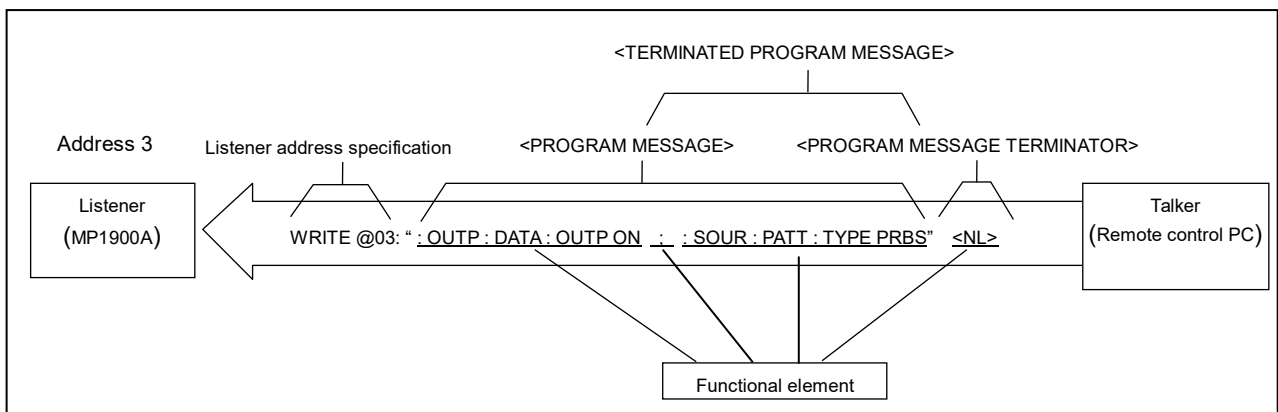 <TERMINATED PROGRAM MESSAGE>
Address 3
Listener address specification
<PROGRAM MESSAGE>
<PROGRAM MESSAGE TERMINATOR>
Listener
(MP1900A)
WRITE @03: “ : OUTP : DATA : OUTP ON ; : SOUR : PATT : TYPE PRBS” <NL>
Talker
(Remote control PC)
Functional element